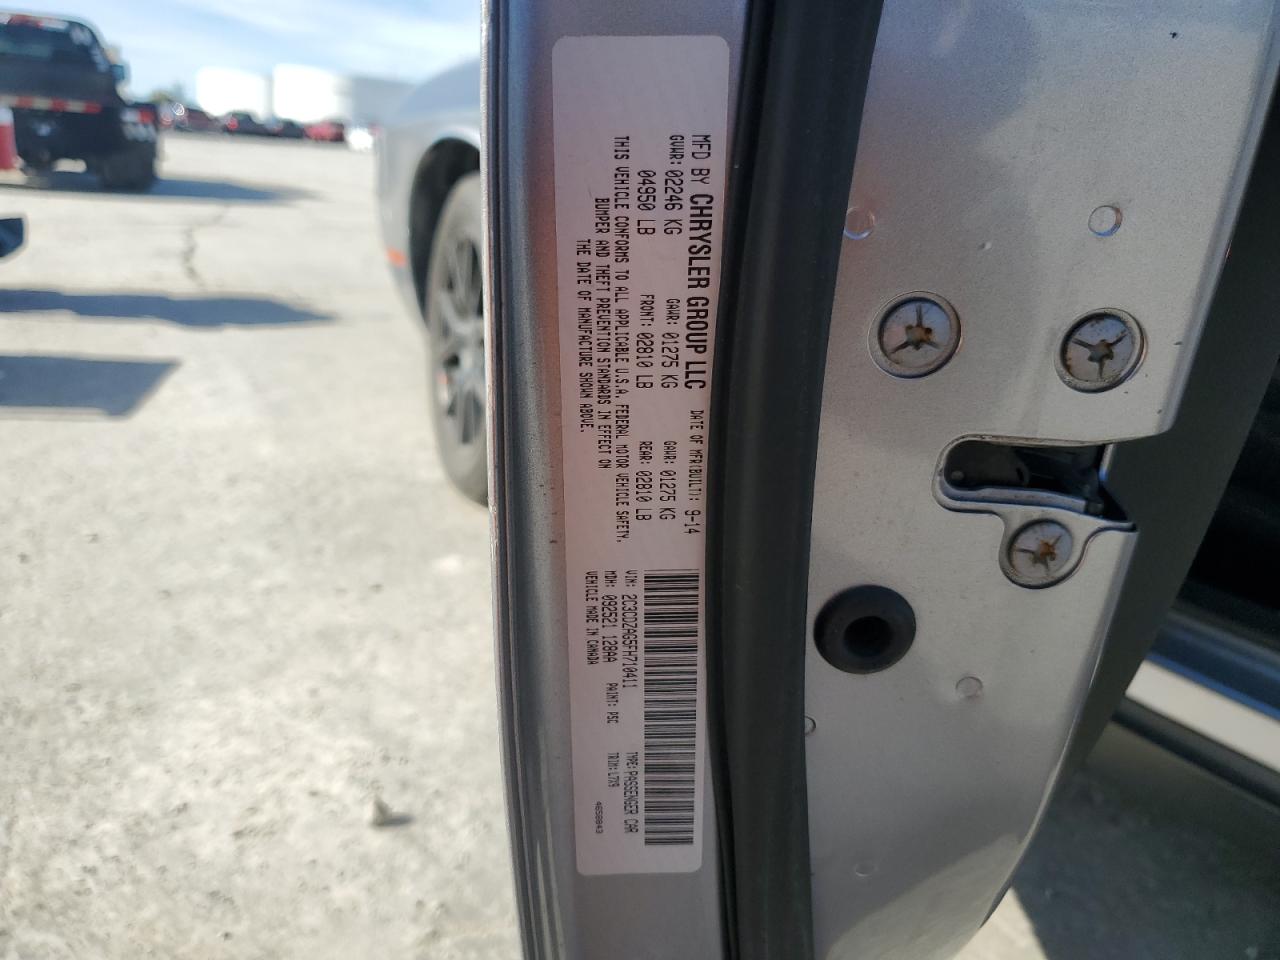 MFD BY CHRYSLER GROUP LLC DATE OF MFR(BUILT): 9-14
GVWR: 02246 KG GAWR: 01275 KG GAWR: 01275 KG
04950 LB FRONT: 02810 LB REAR: 02810 LB
THIS VEHICLE CONFORMS TO ALL APPLICABLE U.S.A. FEDERAL MOTOR VEHICLE SAFETY,
BUMPER AND THEFT PREVENTION STANDARDS IN EFFECT ON
THE DATE OF MANUFACTURE SHOWN ABOVE.
VIN: 2C3CDZAG5FH710411 TYPE: PASSENGER CAR
MDH: 092521 128AA PAINT: PSC TRIM: L7X9
VEHICLE MADE IN CANADA 4658843